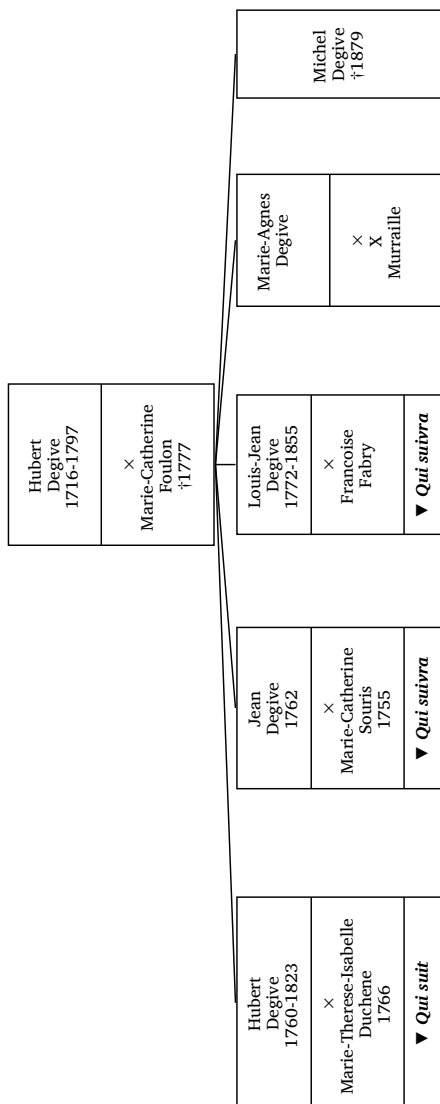 Hubert
Degive
1716-1797
×
Marie-Catherine
Foulon
†1777
Hubert
Degive
1760-1823
×
Marie-Therese-Isabelle
Duchene
1766
▼ Qui suit
Jean
Degive
1762
×
Marie-Catherine
Souris
1755
▼ Qui suivra
Louis-Jean
Degive
1772-1855
×
Francoise
Fabry
▼ Qui suivra
Marie-Agnes
Degive
×
X
Murraille
Michel
Degive
†1879